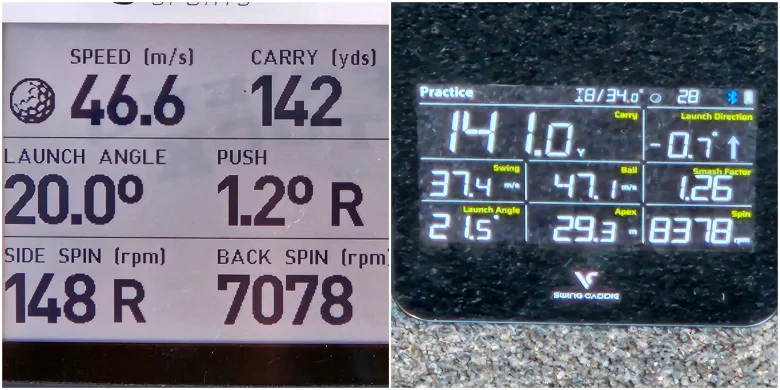 SPEED (m/s) CARRY (yds)
46.6 142
LAUNCH ANGLE PUSH
20.0º 1.2º R
SIDE SPIN (rpm) BACK SPIN (rpm)
148 R 7078
Practice I8/34.0° 28
Carry Launch Direction
141.0 Y -0.7° ↑
Swing Ball Smash Factor
37.4 m/s 47.1 m/s 1.26
Launch Angle Apex Spin
21.5° 29.3 m 8378 rpm
SWING CADDIE